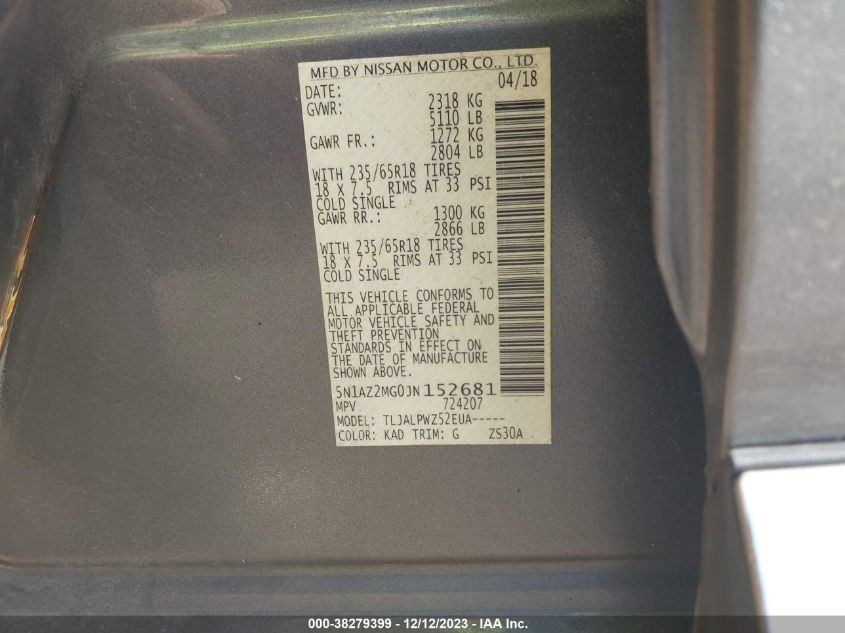 MFD BY NISSAN MOTOR CO., LTD.
DATE: 04/18
GVWR: 2318 KG
5110 LB
GAWR FR.: 1272 KG
2804 LB
WITH 235/65R18 TIRES
18 X 7.5 RIMS AT 33 PSI
COLD SINGLE
GAWR RR.: 1300 KG
2866 LB
WITH 235/65R18 TIRES
18 X 7.5 RIMS AT 33 PSI
COLD SINGLE
THIS VEHICLE CONFORMS TO
ALL APPLICABLE FEDERAL
MOTOR VEHICLE SAFETY AND
THEFT PREVENTION
STANDARDS IN EFFECT ON
THE DATE OF MANUFACTURE
SHOWN ABOVE.
5N1AZ2MG0JN152681
MPV 724207
MODEL: TLJALPWZ52EUA-----
COLOR: KAD TRIM: G ZS30A
000-38279399 - 12/12/2023 - IAA Inc.